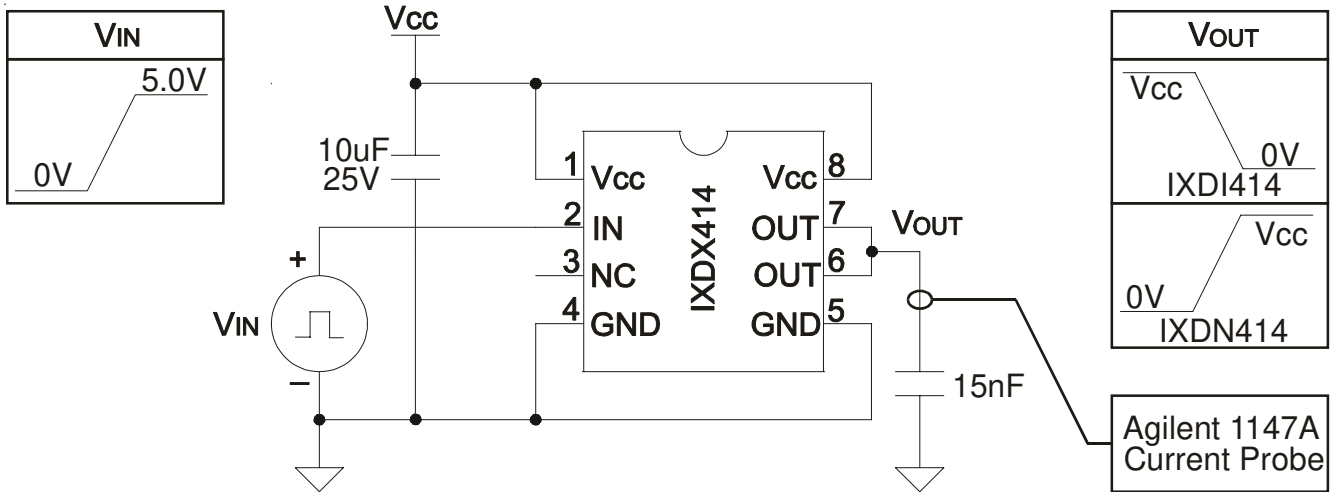 VIN
5.0V
0V
Vcc
10uF
25V
1
Vcc
2
IN
3
NC
4
GND
IXDX414
8
Vcc
7
OUT
6
OUT
5
GND
VOUT
+
VIN
–
15nF
VOUT
Vcc
0V
IXDI414
Vcc
0V
IXDN414
Agilent 1147A
Current Probe